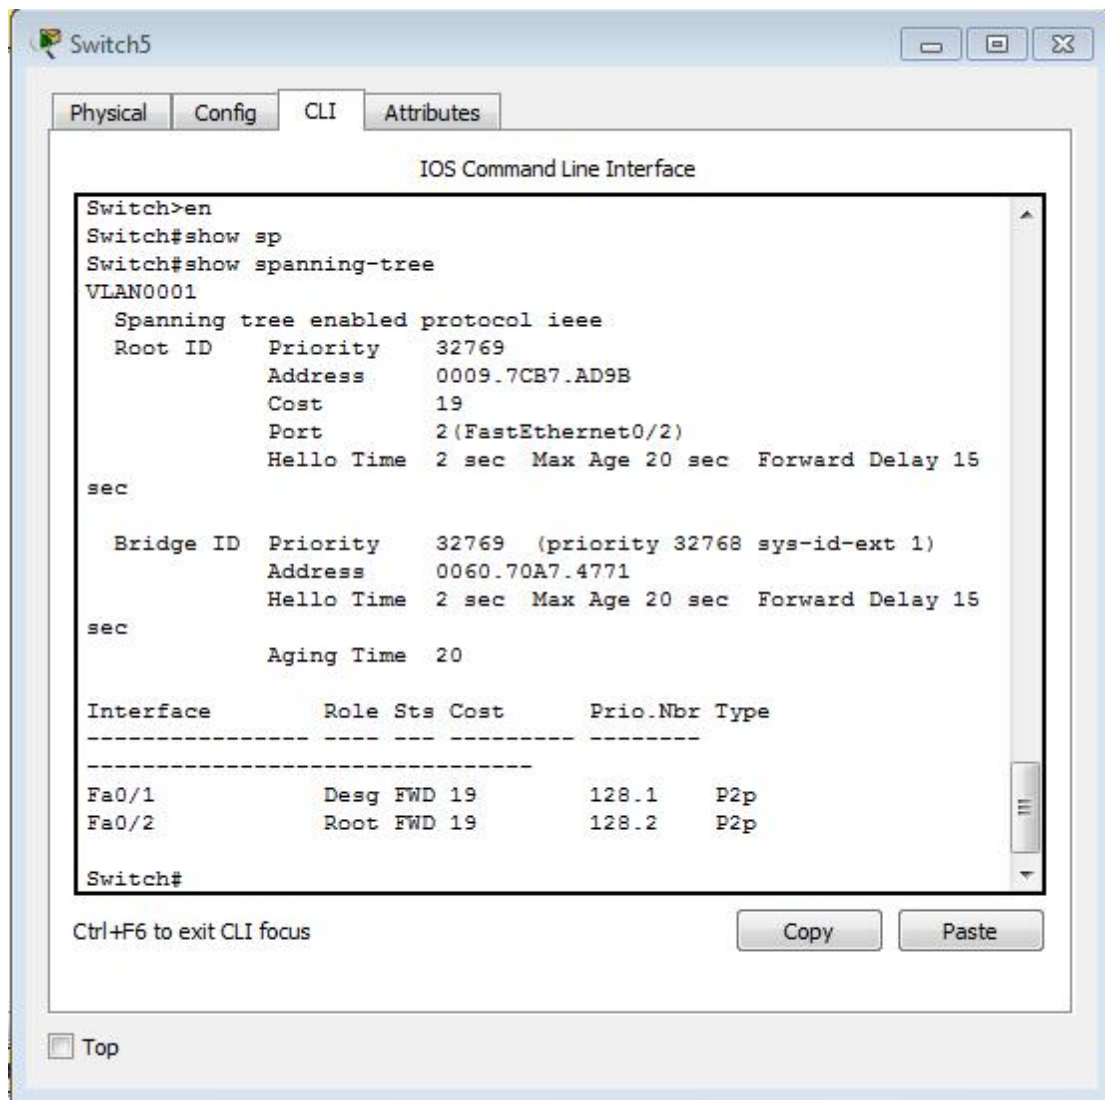 Switch5
Physical Config CLI Attributes
IOS Command Line Interface
Switch>en
Switch#show sp
Switch#show spanning-tree
VLAN0001
  Spanning tree enabled protocol ieee
  Root ID    Priority    32769
             Address     0009.7CB7.AD9B
             Cost        19
             Port        2(FastEthernet0/2)
             Hello Time  2 sec  Max Age 20 sec  Forward Delay 15
sec
  Bridge ID  Priority    32769  (priority 32768 sys-id-ext 1)
             Address     0060.70A7.4771
             Hello Time  2 sec  Max Age 20 sec  Forward Delay 15
sec
             Aging Time  20
Interface        Role Sts Cost      Prio.Nbr Type
---------------- ---- --- --------- --------
--------------------------------
Fa0/1            Desg FWD 19        128.1    P2p
Fa0/2            Root FWD 19        128.2    P2p
Switch#
Ctrl+F6 to exit CLI focus Copy Paste
Top